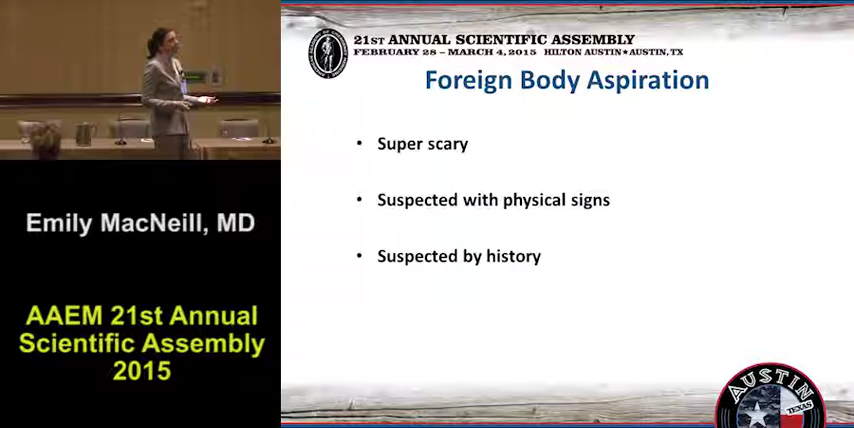 21ST ANNUAL SCIENTIFIC ASSEMBLY
FEBRUARY 28 – MARCH 4, 2015 HILTON AUSTIN★AUSTIN, TX
Foreign Body Aspiration
• Super scary
• Suspected with physical signs
• Suspected by history
Emily MacNeill, MD
AAEM 21st Annual
Scientific Assembly
2015
AUSTIN
TEXAS